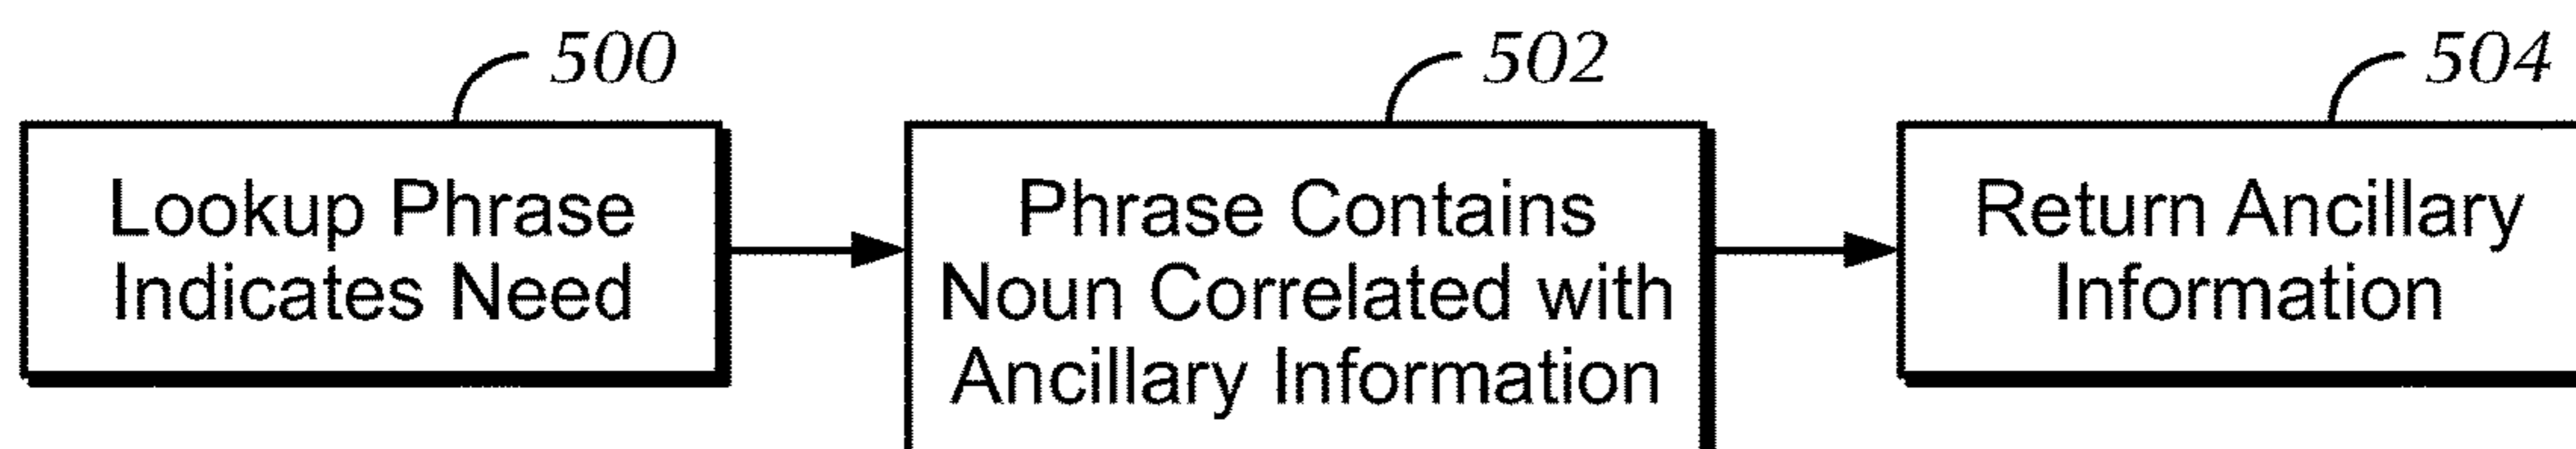 500
502
504
Lookup Phrase
Indicates Need
Phrase Contains
Noun Correlated with
Ancillary Information
Return Ancillary
Information